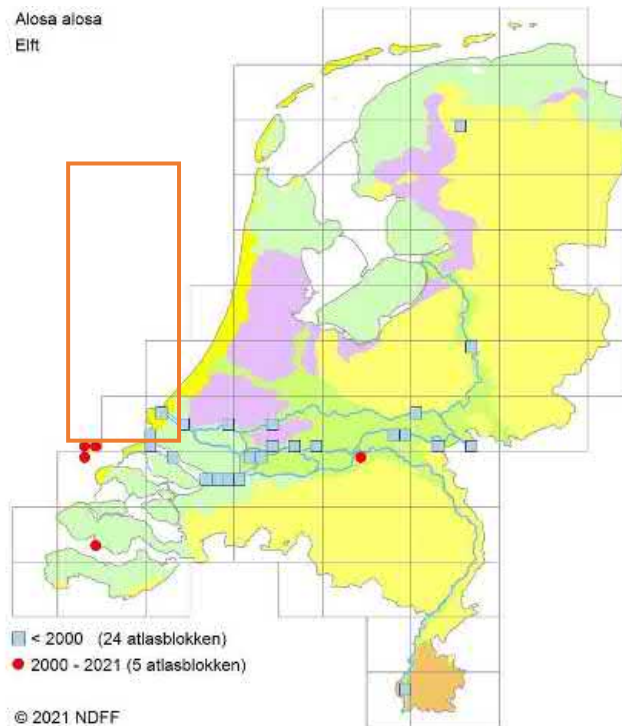 Alosa alosa
Elft
< 2000 (24 atlasblokken)
2000 - 2021 (5 atlasblokken)
© 2021 NDFF